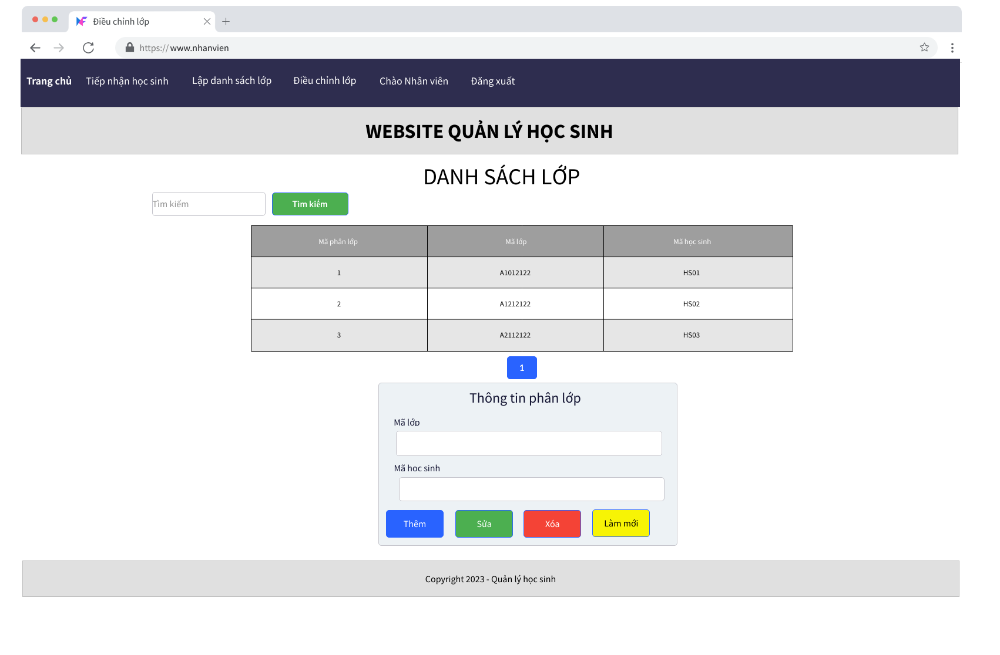 Điều chỉnh lớp
https://www.nhanvien
Trang chủ Tiếp nhận học sinh Lập danh sách lớp Điều chỉnh lớp Chào Nhân viên Đăng xuất
WEBSITE QUẢN LÝ HỌC SINH
DANH SÁCH LỚP
Tìm kiếm Tìm kiếm
Mã phân lớp Mã lớp Mã học sinh
1 A1012122 HS01
2 A1212122 HS02
3 A2112122 HS03
1
Thông tin phân lớp
Mã lớp
Mã hoc sinh
Thêm Sửa Xóa Làm mới
Copyright 2023 - Quản lý học sinh